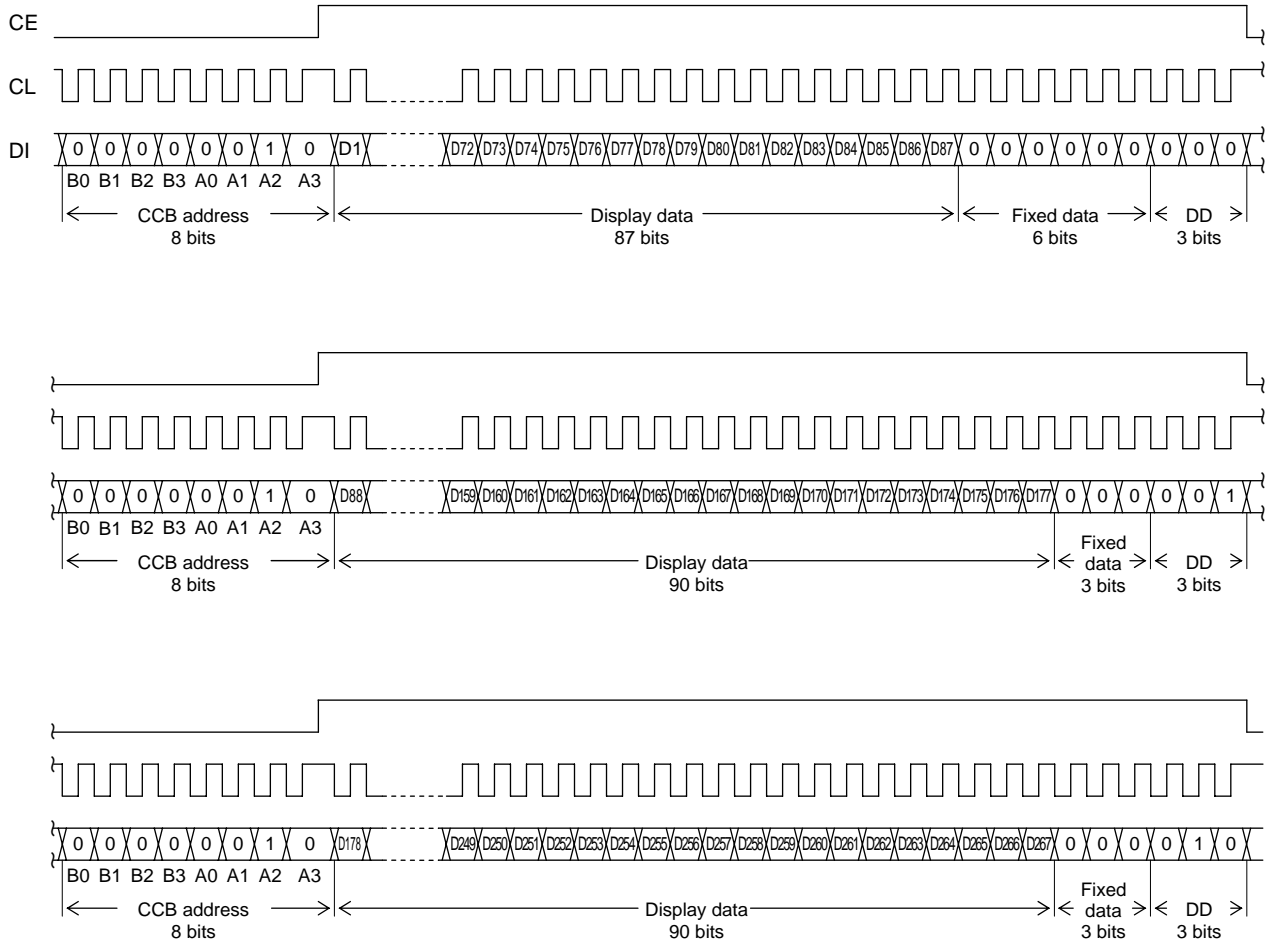 CE
CL
DI 0 0 0 0 0 0 1 0 D1 D72 D73 D74 D75 D76 D77 D78 D79 D80 D81 D82 D83 D84 D85 D86 D87 0 0 0 0 0 0 0 0 0
B0 B1 B2 B3 A0 A1 A2 A3
CCB address Display data Fixed data DD
8 bits 87 bits 6 bits 3 bits
0 0 0 0 0 0 1 0 D88 D159 D160 D161 D162 D163 D164 D165 D166 D167 D168 D169 D170 D171 D172 D173 D174 D175 D176 D177 0 0 0 0 0 1
B0 B1 B2 B3 A0 A1 A2 A3
Fixed
CCB address Display data data DD
8 bits 90 bits 3 bits 3 bits
0 0 0 0 0 0 1 0 D178 D249 D250 D251 D252 D253 D254 D255 D256 D257 D258 D259 D260 D261 D262 D263 D264 D265 D266 D267 0 0 0 0 1 0
B0 B1 B2 B3 A0 A1 A2 A3
Fixed
CCB address Display data data DD
8 bits 90 bits 3 bits 3 bits